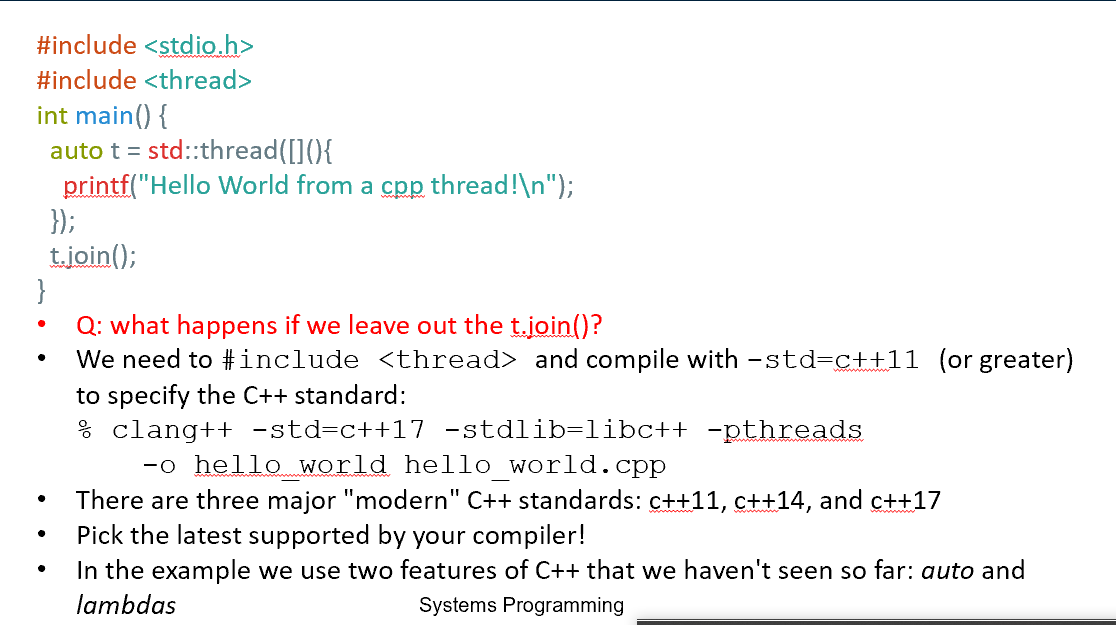 #include <stdio.h>
#include <thread>
int main() {
auto t = std::thread([](){
printf("Hello World from a cpp thread!\n");
});
t.join();
}
• Q: what happens if we leave out the t.join()?
• We need to #include <thread> and compile with –std=c++11 (or greater)
to specify the C++ standard:
% clang++ -std=c++17 -stdlib=libc++ -pthreads
-o hello_world hello_world.cpp
• There are three major "modern" C++ standards: c++11, c++14, and c++17
• Pick the latest supported by your compiler!
• In the example we use two features of C++ that we haven't seen so far: auto and
lambdas
Systems Programming